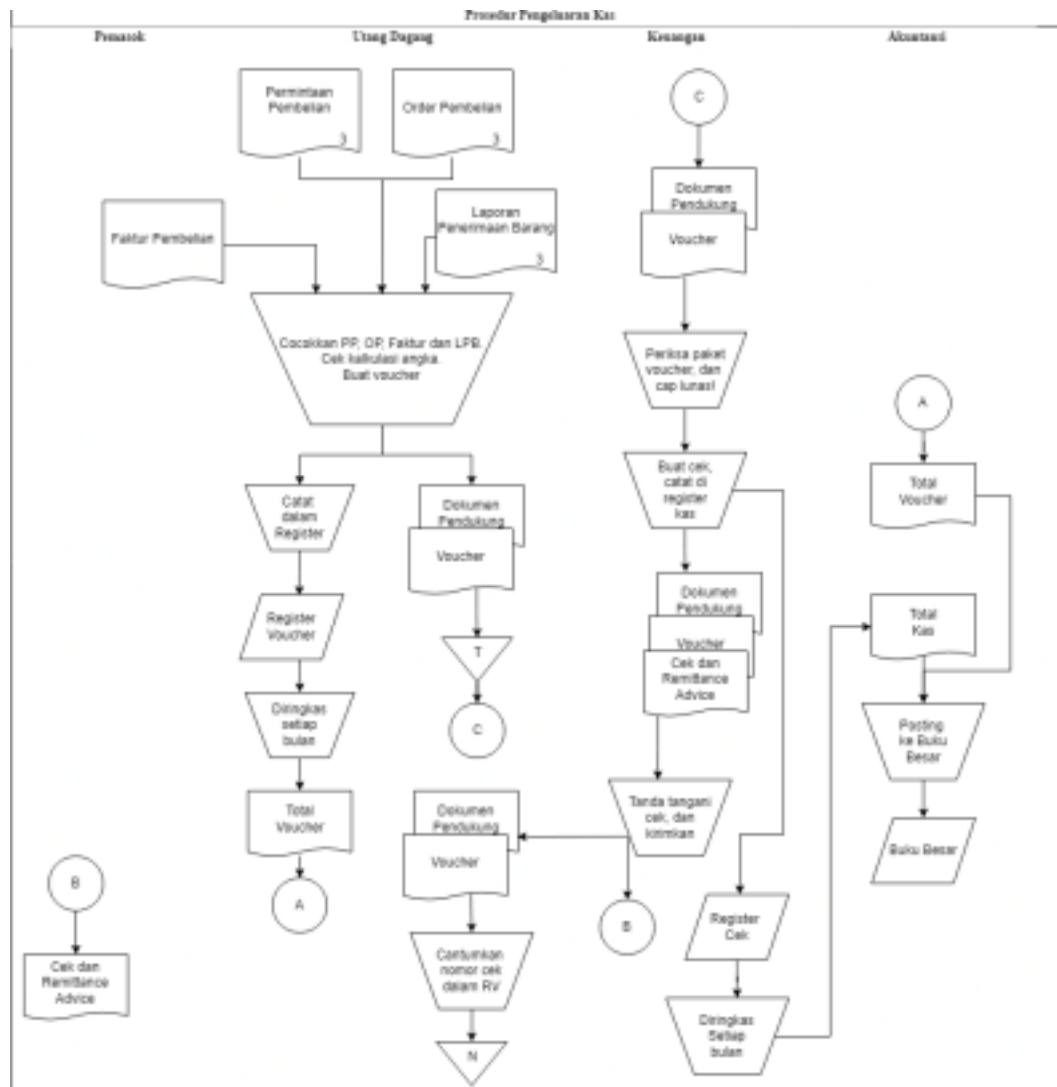 Prosedur Pengeluaran Kas
Pemasok
Utang Dagang
Keuangan
Akuntansi
Permintaan
Pembelian
3
Order Pembelian
3
Faktur Pembelian
Laporan
Penerimaan Barang
3
Cocokkan PP, OP, Faktur dan LPB.
Cek kalkulasi angka.
Buat voucher
Catat
dalam
Register
Dokumen
Pendukung
Voucher
Register
Voucher
T
Diringkas
setiap
bulan
C
Total
Voucher
A
Dokumen
Pendukung
Voucher
Cantumkan
nomor cek
dalam RV
N
B
Cek dan
Remittance
Advice
C
Dokumen
Pendukung
Voucher
Periksa paket
voucher, dan
cap lunas!
Buat cek,
catat di
register
kas
Dokumen
Pendukung
Voucher
Cek dan
Remittance
Advice
Tanda tangani
cek, dan
kirimkan
B
Register
Cek
Diringkas
Setiap
bulan
A
Total
Voucher
Total
Kas
Posting
ke Buku
Besar
Buku Besar